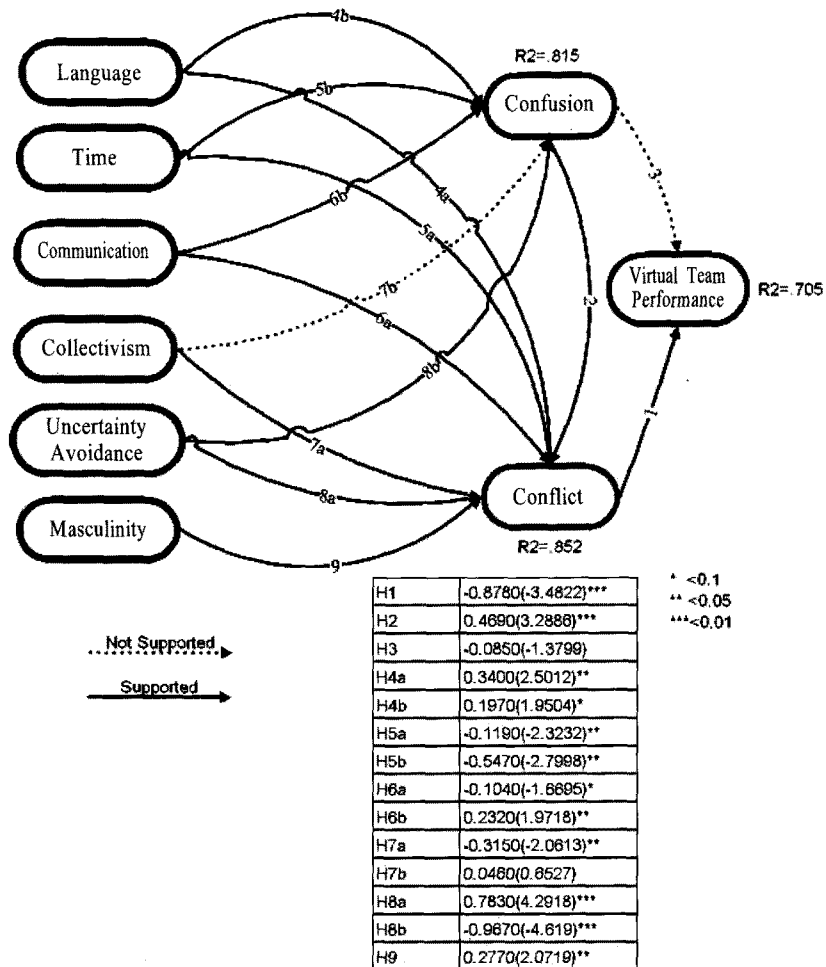 4b
R2=.815
Language
5b
Confusion
Time
3
6b
4a
5a
Communication
Virtual Team
Performance
R2=.705
7b
2
6a
Collectivism
8b
1
Uncertainty
Avoidance
7a
8a
Conflict
Masculinity
R2=.852
9
* <0.1
** <0.05
***<0.01
Not Supported
Supported
H1 -0.8780(-3.4822)***
H2 0.4690(3.2886)***
H3 -0.0850(-1.3799)
H4a 0.3400(2.5012)**
H4b 0.1970(1.9504)*
H5a -0.1190(-2.3232)**
H5b -0.5470(-2.7998)**
H6a -0.1040(-1.6695)*
H6b 0.2320(1.9718)**
H7a -0.3150(-2.0613)**
H7b 0.0460(0.6527)
H8a 0.7830(4.2918)***
H8b -0.9670(-4.619)***
H9 0.2770(2.0719)**